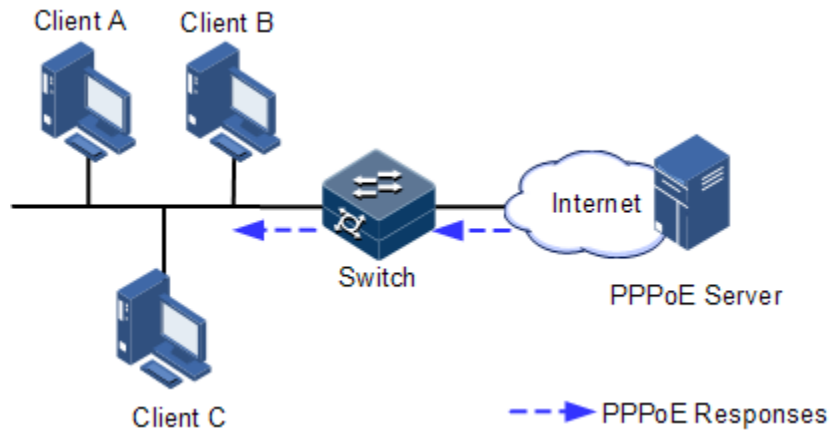 Client A
Client B
Internet
Switch
PPPoE Server
Client C
PPPoE Responses